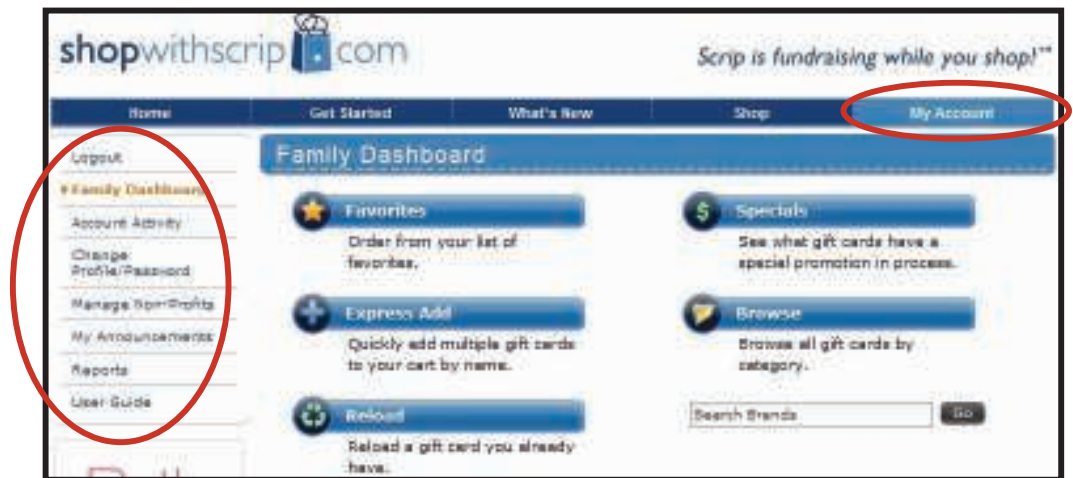 shopwithscrip.com
Scrip is fundraising while you shop!™
Home Get Started What's New Shop My Account
Logout
Family Dashboard
Account Activity
Change
Profile/Password
Manage Non-Profits
My Announcements
Reports
User Guide
Family Dashboard
Favorites
Order from your list of
favorites.
Express Add
Quickly add multiple gift cards
to your cart by name.
Reload
Reload a gift card you already
have.
Specials
See what gift cards have a
special promotion in process.
Browse
Browse all gift cards by
category.
Search Brands Go